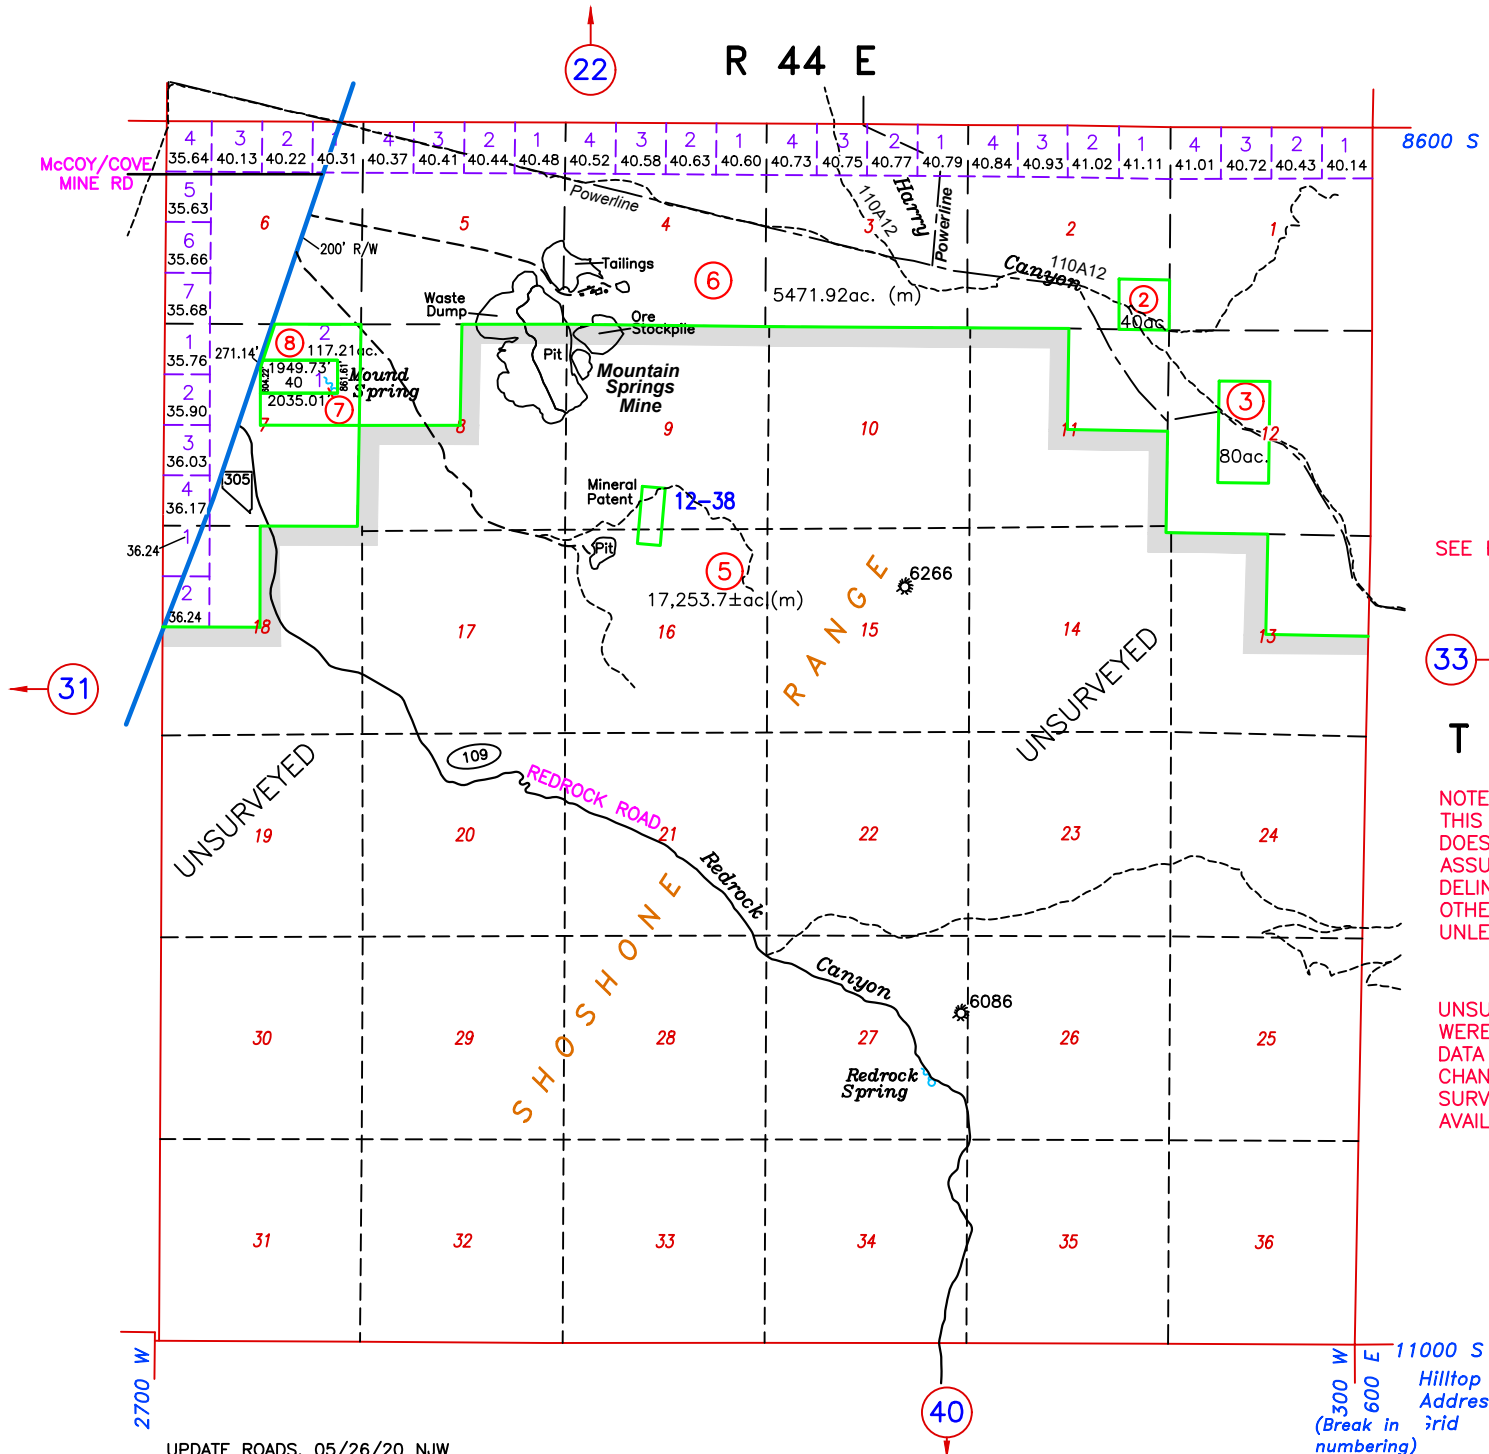 22
R 44 E
8600 S
McCOY/COVE
MINE RD
4 3 2 1 4 3 2 1 4 3 2 1 4 3 2 1 4 3 2 1 4 3 2 1
35.64 40.13 40.22 40.31 40.37 40.41 40.44 40.48 40.52 40.58 40.63 40.60 40.73 40.75 40.77 40.79 40.84 40.93 41.02 41.11 41.01 40.72 40.43 40.14
5
35.63
6
35.66
7
35.68
1
35.76
2
35.90
3
36.03
4
36.17
1
36.24
2
36.24
6 5 4 3 2 1
200' R/W
Powerline
110A12
Harry
Powerline
Canyon
110A12
Tailings
Waste
Dump
Ore
Stockpile
Pit
Mountain
Springs
Mine
6
5471.92ac. (m)
2
40ac.
8
2
117.21ac.
271.14'
1949.73'
40
1
861.61
2035.01'
7
Mound
Spring
3
80ac.
7 8 9 10 11 12
305
Mineral
Patent
12-38
Pit
5
17,253.7±ac.(m)
6266
SEE
18 17 16 15 14 13
31
33
UNSURVEYED
UNSURVEYED
T
109
REDROCK ROAD
Redrock
Canyon
SHOSHONE RANGE
19 20 21 22 23 24
NOTE
THIS
DOES
ASSU
DELIN
OTHE
UNLE
6086
30 29 28 27 26 25
Redrock
Spring
UNSU
WERE
DATA
CHAN
SURV
AVAIL
31 32 33 34 35 36
2700 W
300 W
600 E
11000 S
Hilltop
Addres
Grid
(Break in
numbering)
40
UPDATE ROADS, 05/26/20 NJW